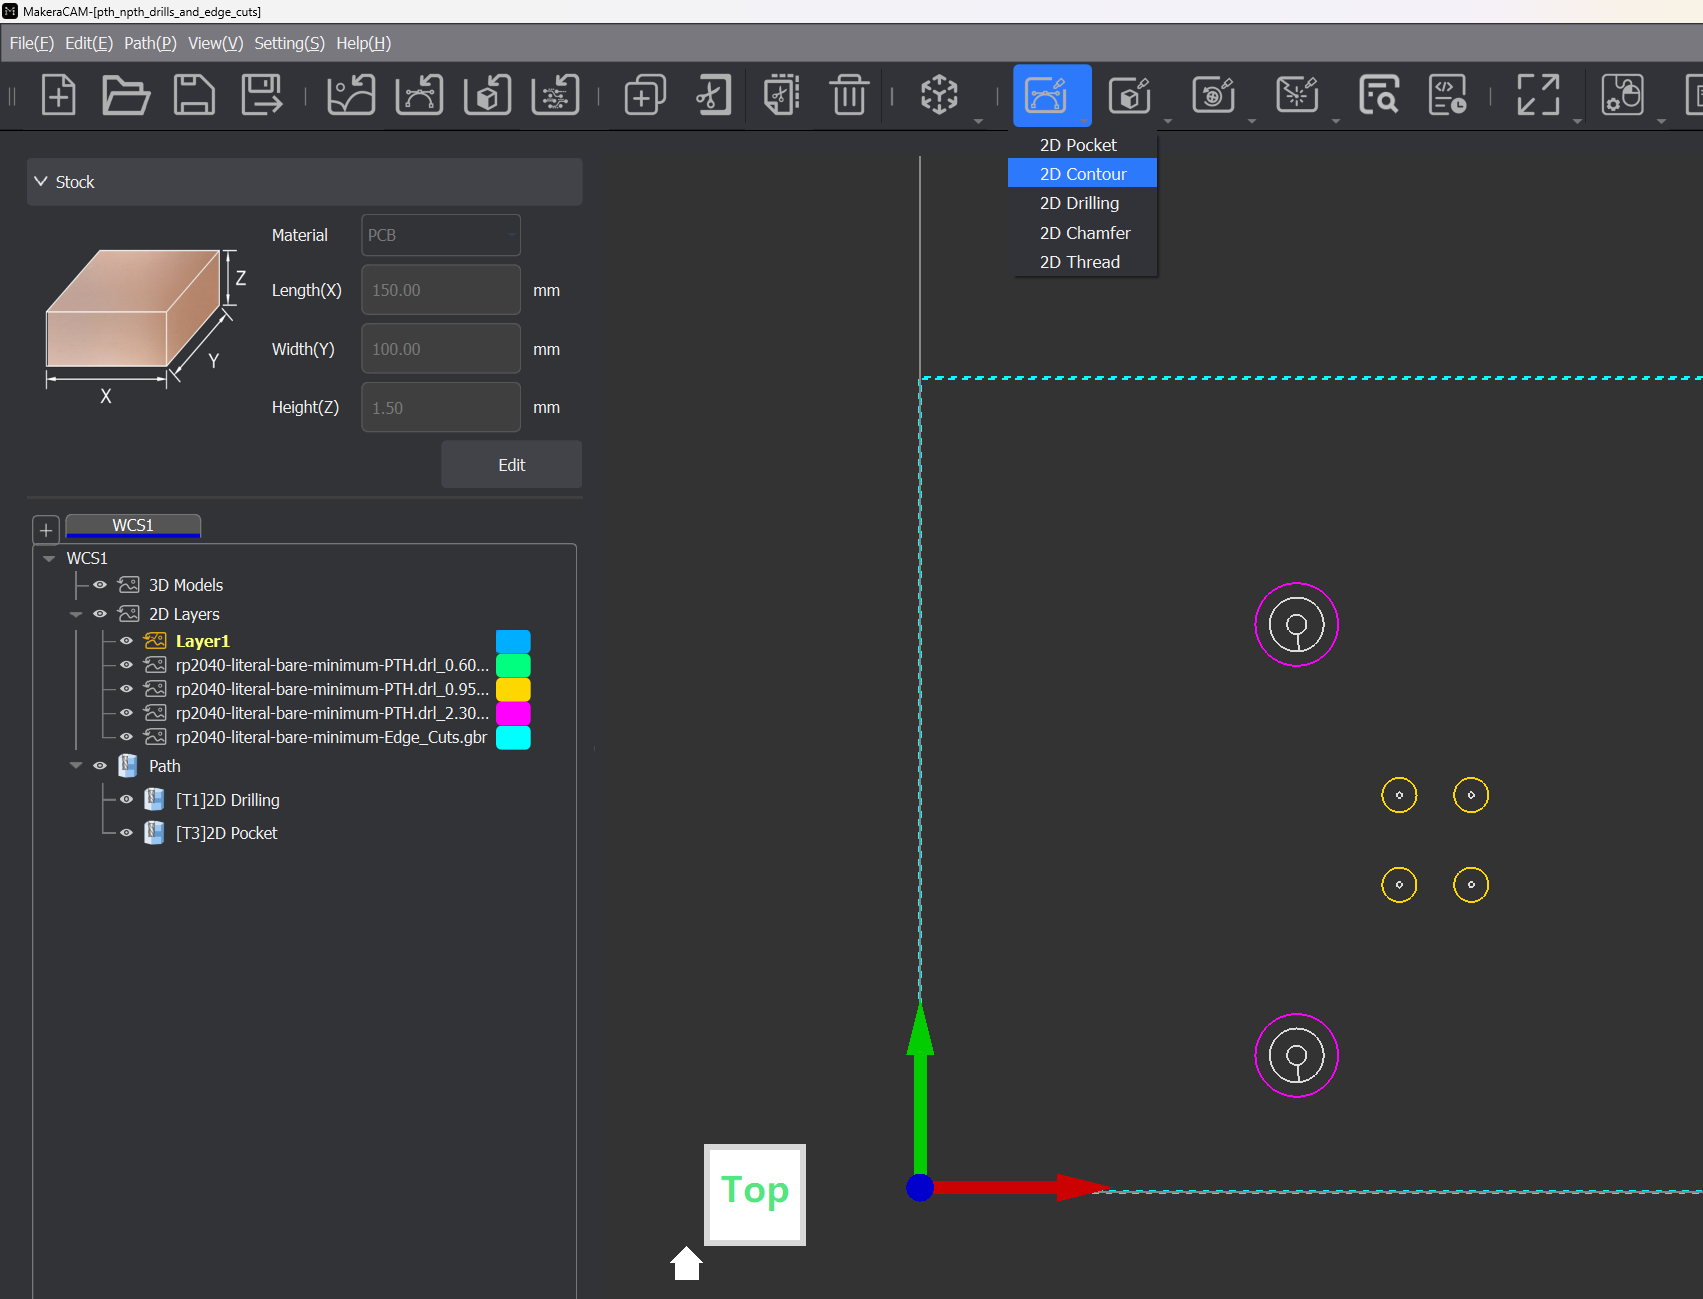 MakeraCAM-[pth_npth_drills_and_edge_cuts]
File(F) Edit(E) Path(P) View(V) Setting(S) Help(H)
2D Pocket
2D Contour
2D Drilling
2D Chamfer
2D Thread
Stock
Material PCB
Length(X) 150.00 mm
Width(Y) 100.00 mm
Height(Z) 1.50 mm
Z
Y
X
Edit
+ WCS1
WCS1
3D Models
2D Layers
Layer1
rp2040-literal-bare-minimum-PTH.drl_0.60...
rp2040-literal-bare-minimum-PTH.drl_0.95...
rp2040-literal-bare-minimum-PTH.drl_2.30...
rp2040-literal-bare-minimum-Edge_Cuts.gbr
Path
[T1]2D Drilling
[T3]2D Pocket
Top